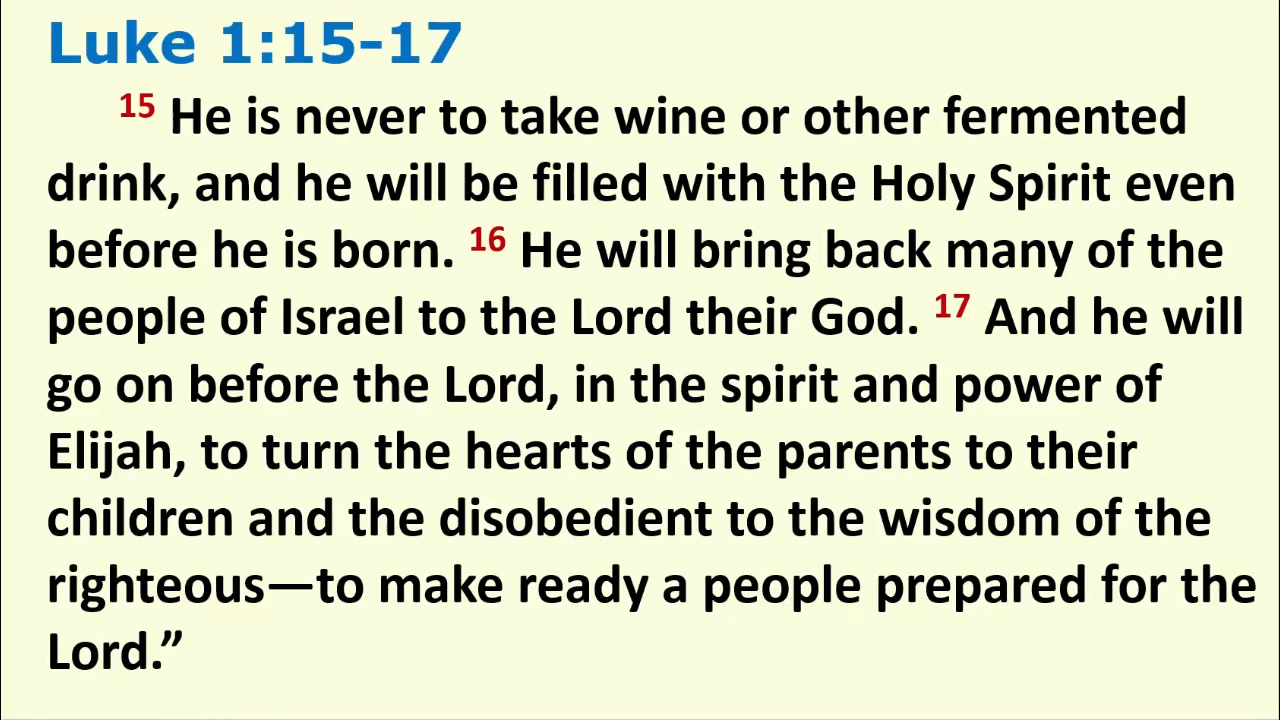 Luke 1:15-17
15 He is never to take wine or other fermented
drink, and he will be filled with the Holy Spirit even
before he is born. 16 He will bring back many of the
people of Israel to the Lord their God. 17 And he will
go on before the Lord, in the spirit and power of
Elijah, to turn the hearts of the parents to their
children and the disobedient to the wisdom of the
righteous—to make ready a people prepared for the
Lord.”